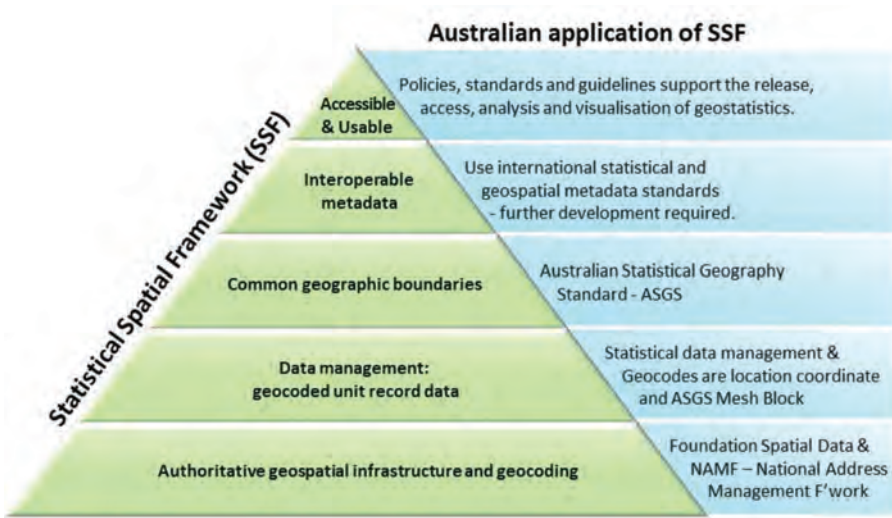 Australian application of SSF
Statistical Spatial Framework (SSF)
Accessible
& Usable
Policies, standards and guidelines support the release,
access, analysis and visualisation of geostatistics.
Interoperable
metadata
Use international statistical and
geospatial metadata standards
- further development required.
Common geographic boundaries
Australian Statistical Geography
Standard - ASGS
Data management:
geocoded unit record data
Statistical data management &
Geocodes are location coordinate
and ASGS Mesh Block
Authoritative geospatial infrastructure and geocoding
Foundation Spatial Data &
NAMF – National Address
Management F'work